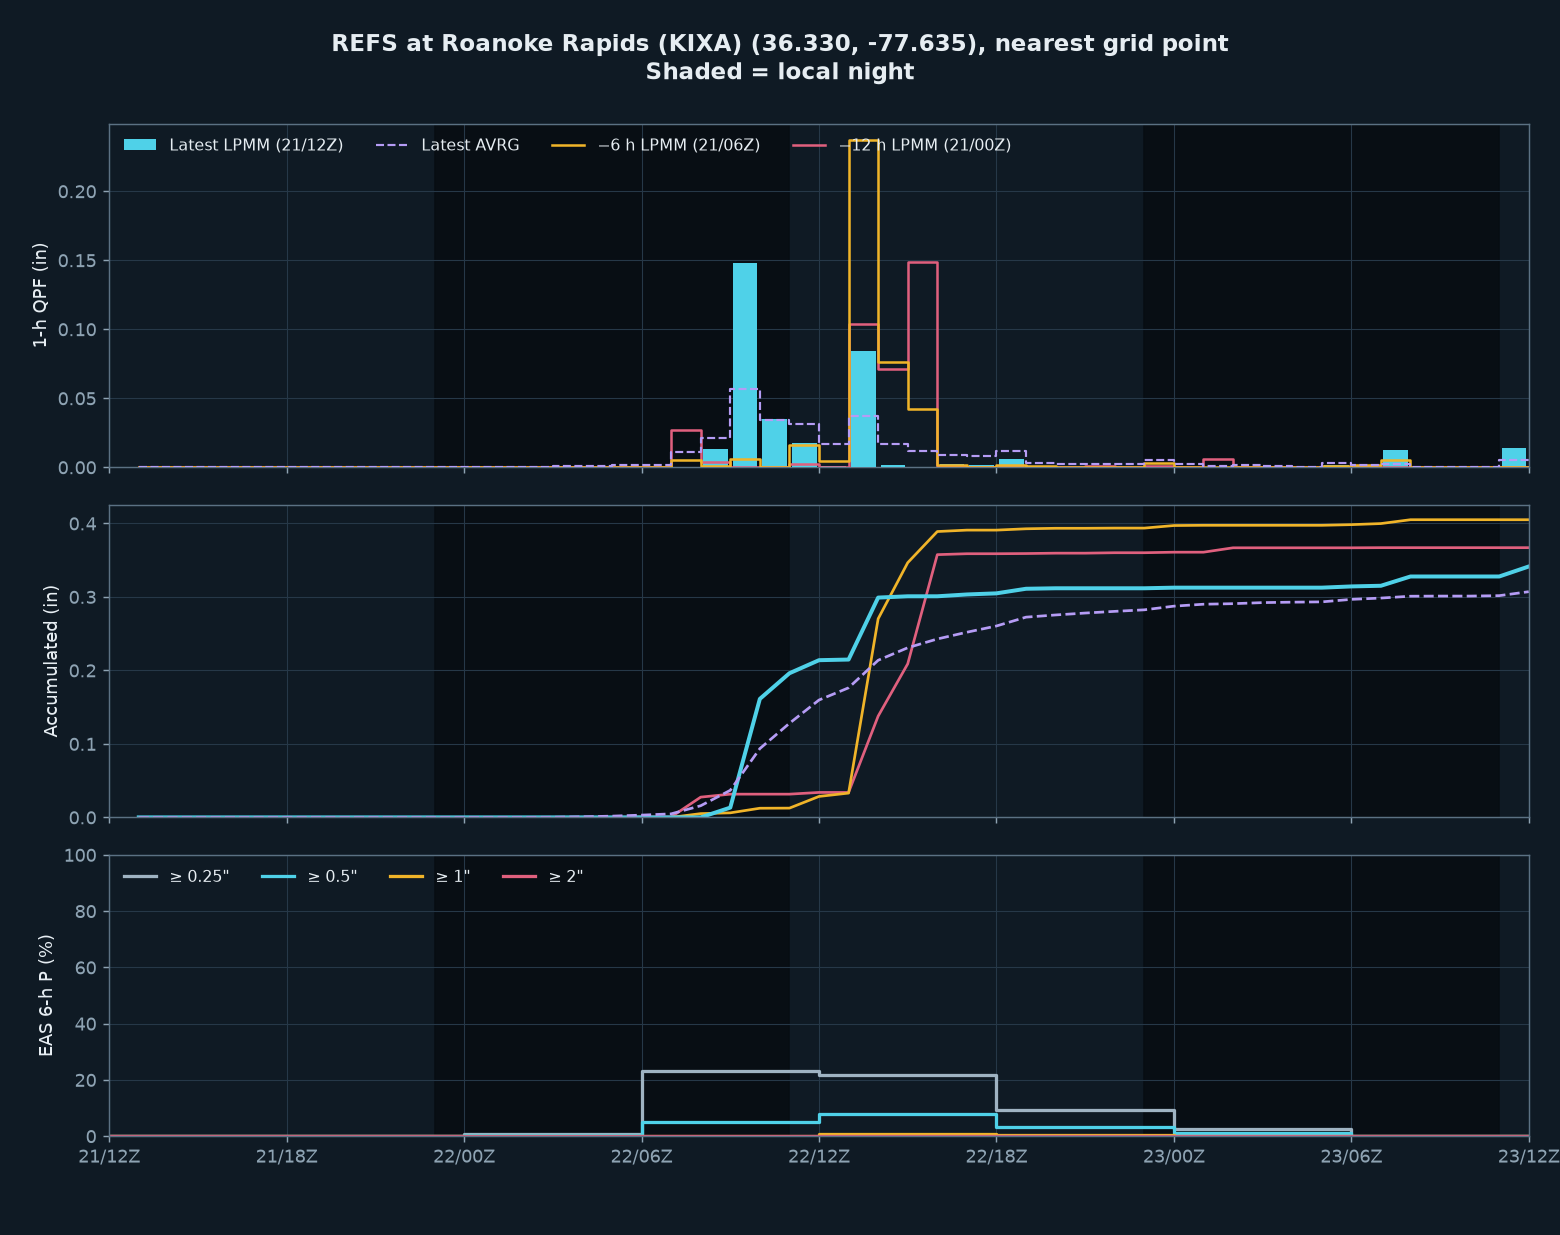 REFS at Roanoke Rapids (KIXA) (36.330, -77.635), nearest grid point
Shaded = local night
Latest LPMM (21/12Z) Latest AVRG −6 h LPMM (21/06Z) −12 h LPMM (21/00Z)
1-h QPF (in)
0.20
0.15
0.10
0.05
0.00
Accumulated (in)
0.4
0.3
0.2
0.1
0.0
EAS 6-h P (%)
≥ 0.25" ≥ 0.5" ≥ 1" ≥ 2"
100
80
60
40
20
0
21/12Z 21/18Z 22/00Z 22/06Z 22/12Z 22/18Z 23/00Z 23/06Z 23/12Z